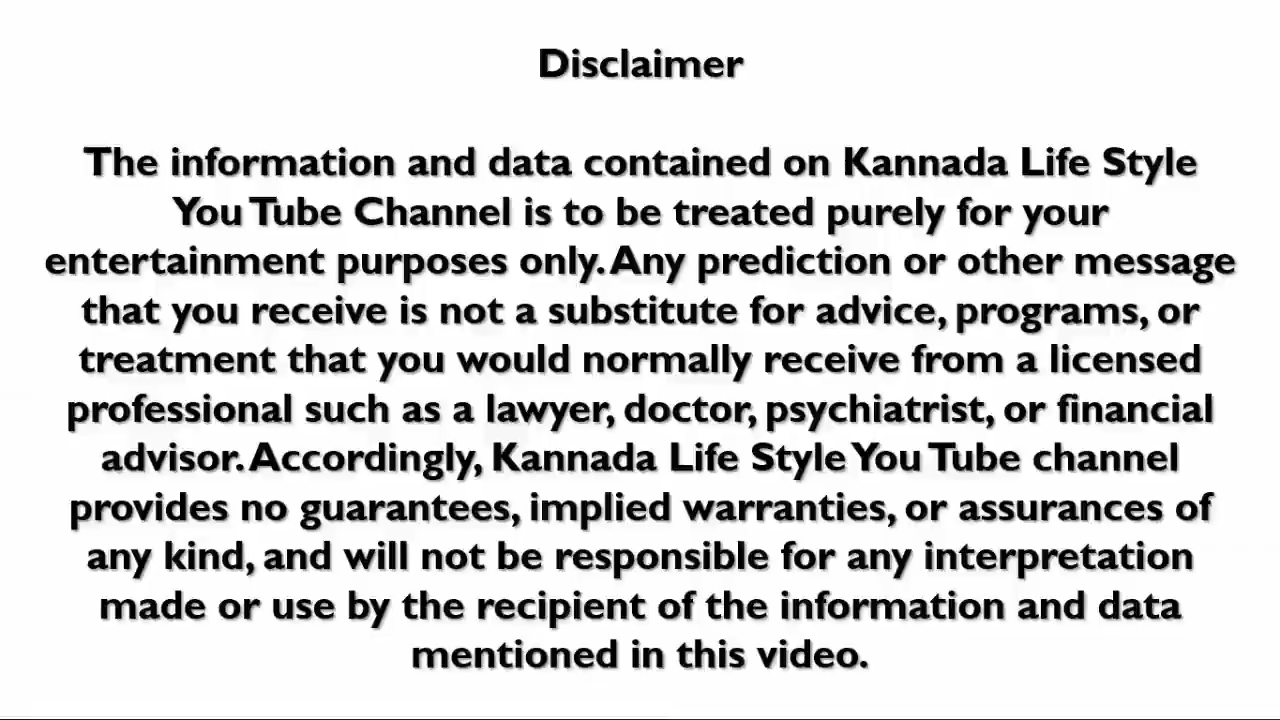 Disclaimer
The information and data contained on Kannada Life Style
You Tube Channel is to be treated purely for your
entertainment purposes only. Any prediction or other message
that you receive is not a substitute for advice, programs, or
treatment that you would normally receive from a licensed
professional such as a lawyer, doctor, psychiatrist, or financial
advisor. Accordingly, Kannada Life Style You Tube channel
provides no guarantees, implied warranties, or assurances of
any kind, and will not be responsible for any interpretation
made or use by the recipient of the information and data
mentioned in this video.